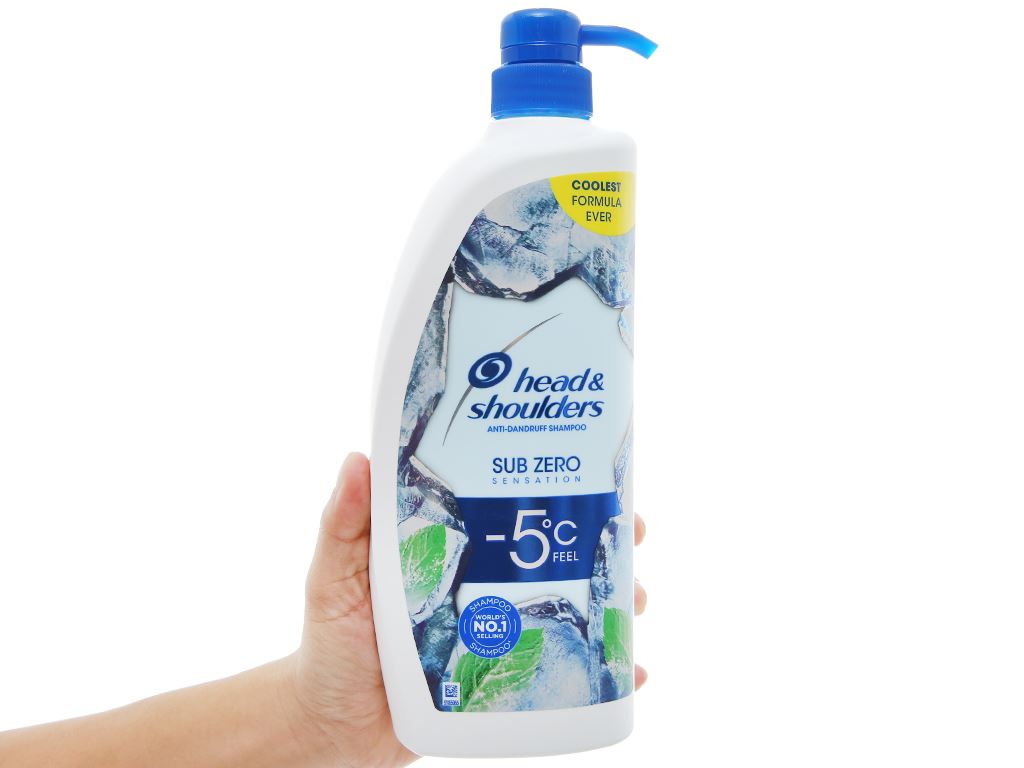 COOLEST
FORMULA
EVER
head &
shoulders
ANTI-DANDRUFF SHAMPOO
SUB ZERO
SENSATION
-5°C
FEEL
SHAMPOO
WORLD'S
NO.1
SELLING
SHAMPOO*